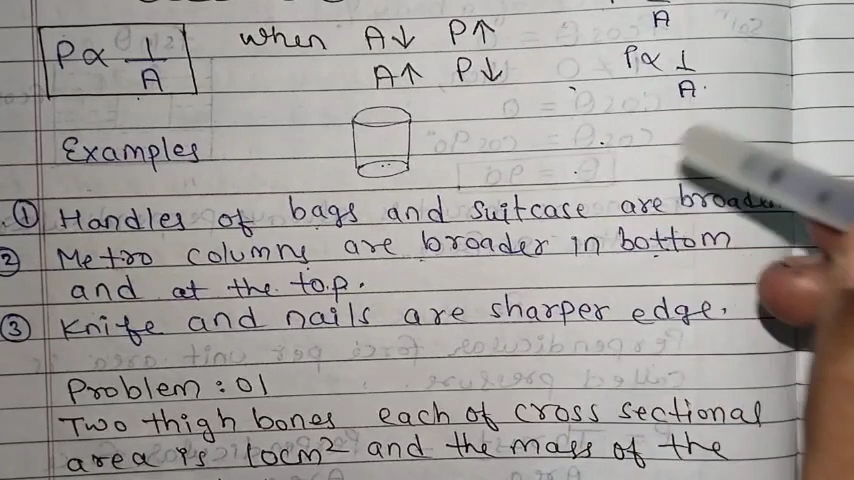 A
P ∝ 1/A when A↓ P↑
A↑ P↓ P ∝ 1/A.
Examples
① Handles of bags and suitcase are broade
② Metro columns are broader in bottom
and at the top.
③ Knife and nails are sharper edge.
Problem : 01
Two thigh bones each of cross sectional
area is 10cm² and the mass of the